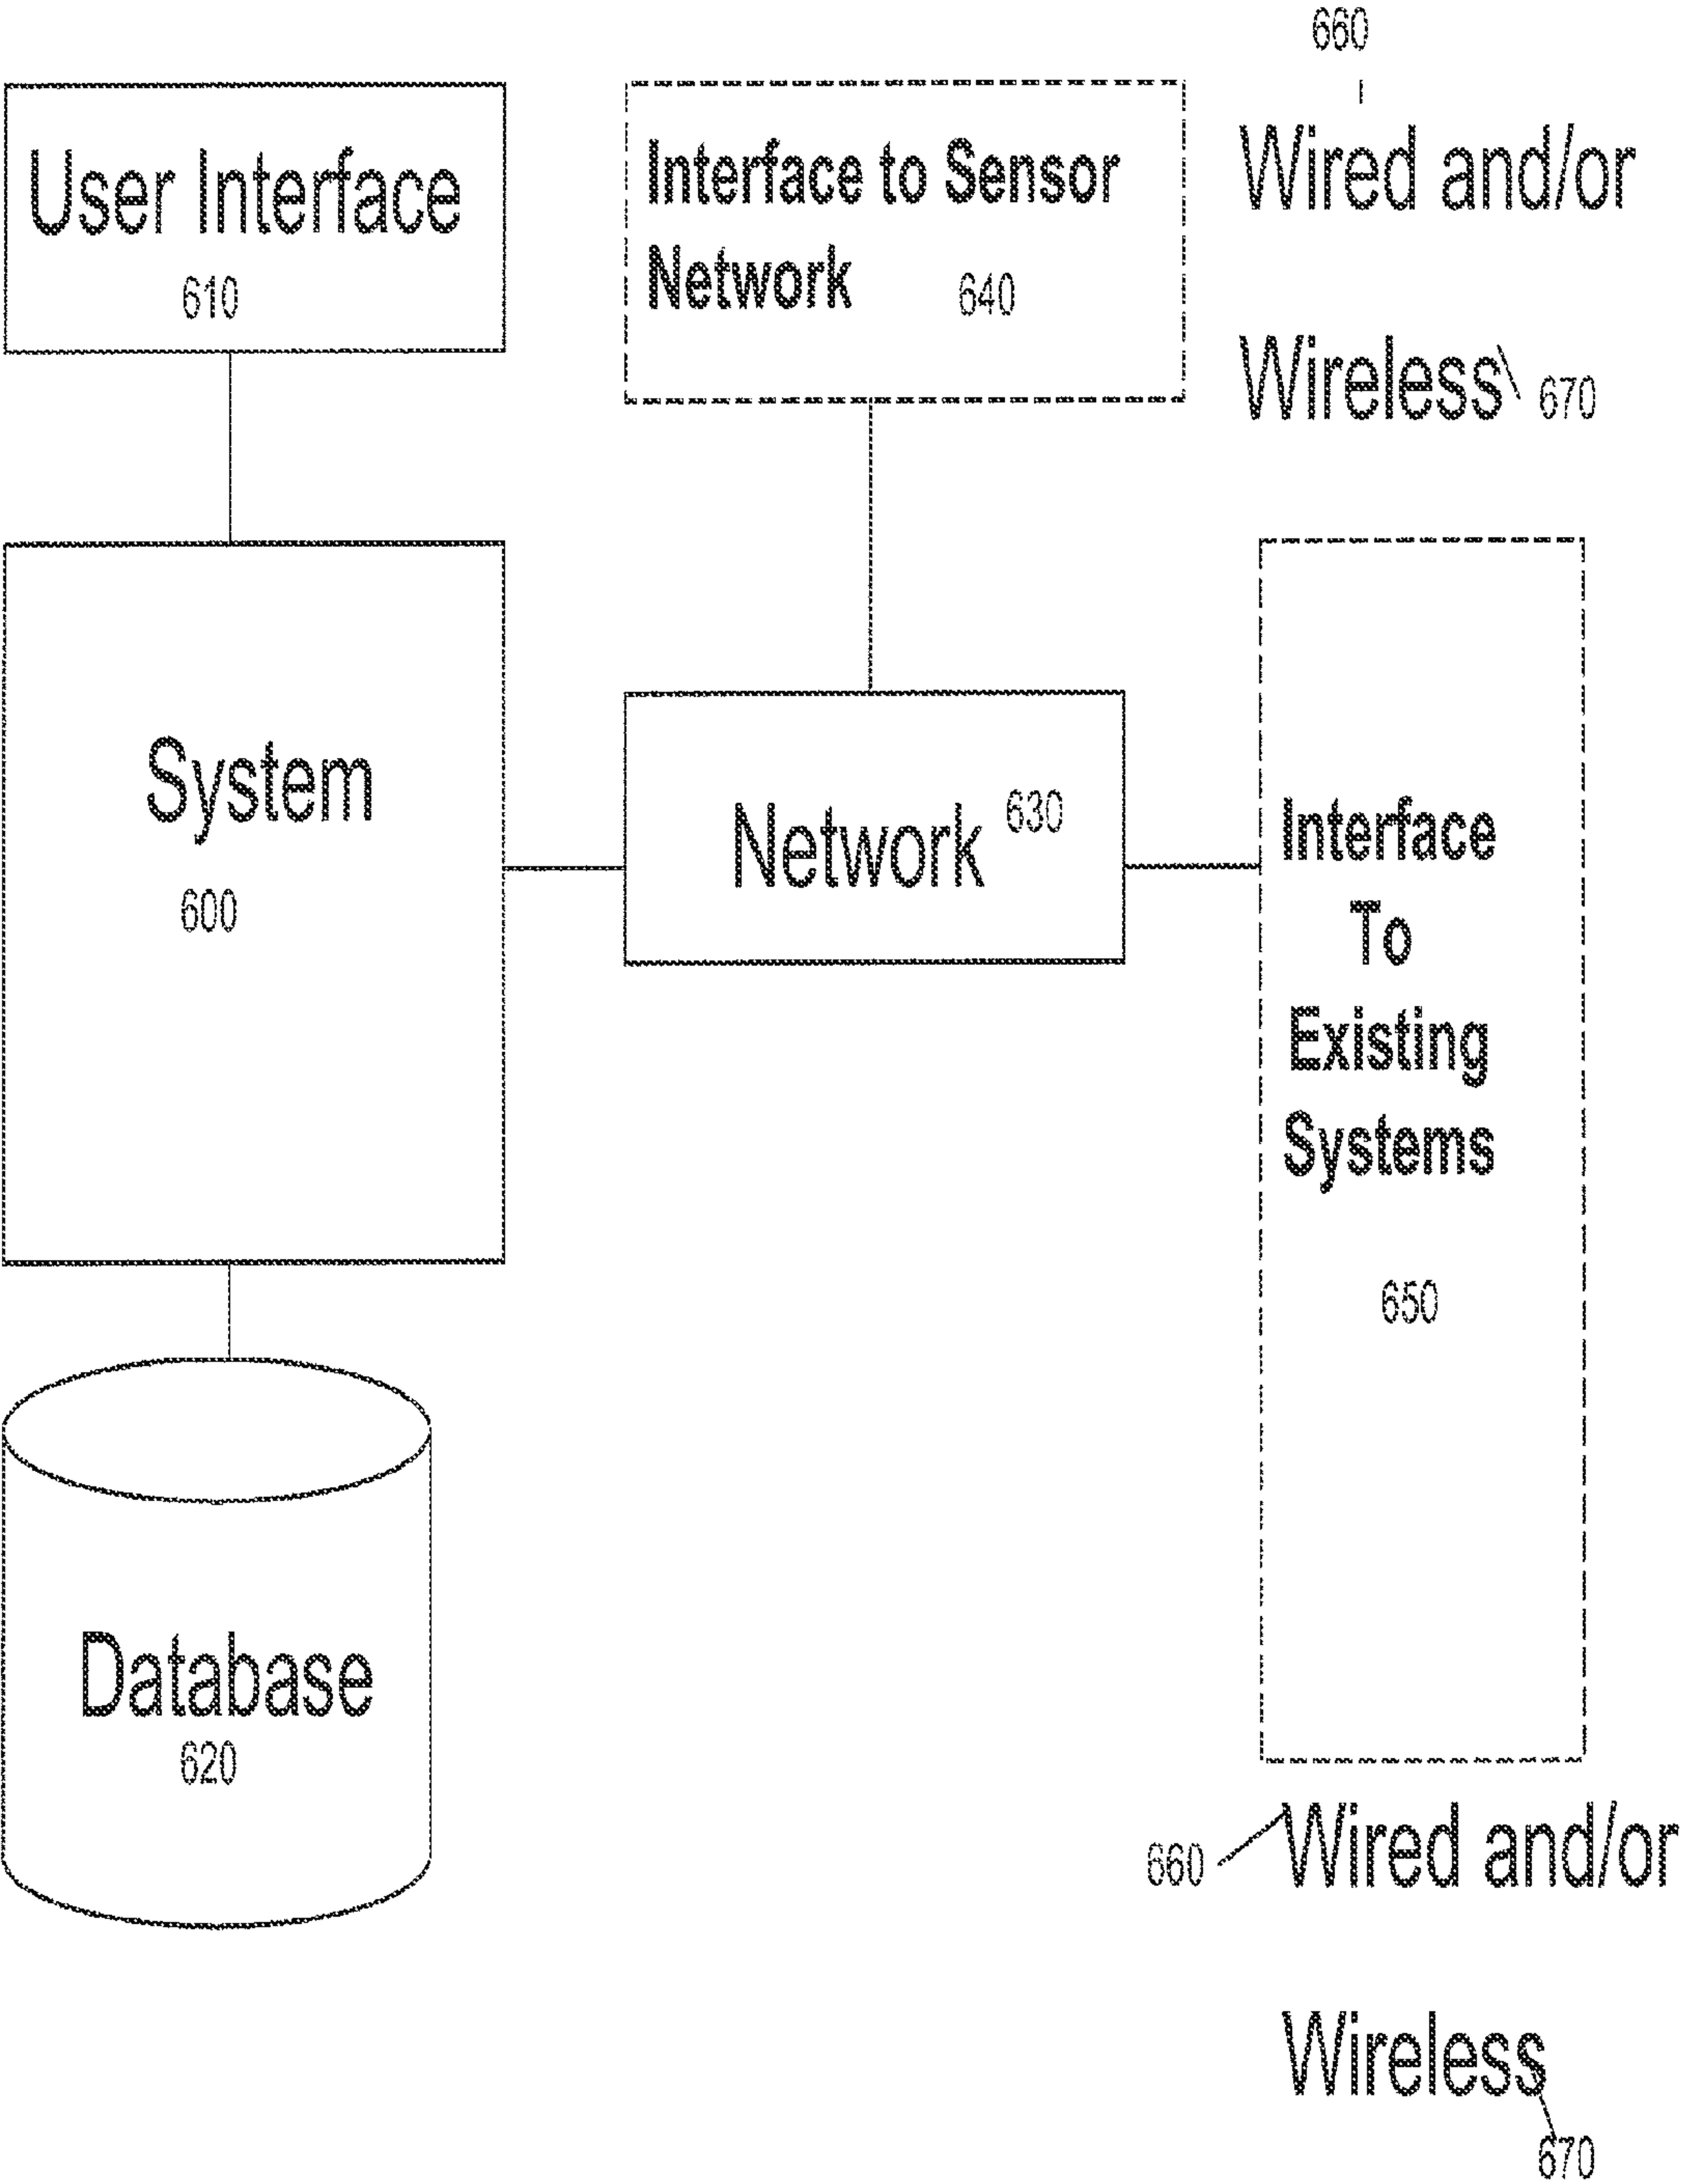 660
User Interface
610
Interface to Sensor
Network 640
Wired and/or
Wireless 670
System
600
Network 630
Interface
To
Existing
Systems
650
Database
620
660 Wired and/or
Wireless
670